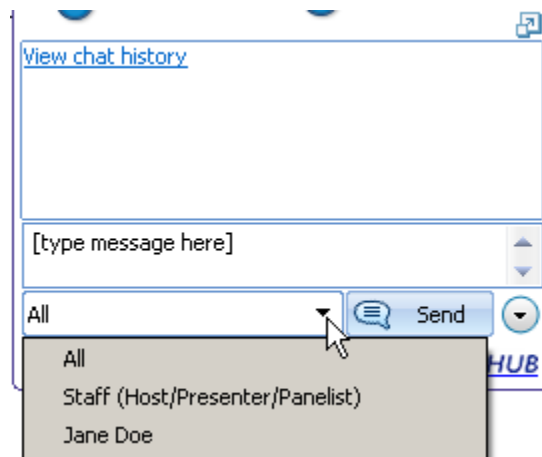 View chat history
[type message here]
All
Send
All
HUB
Staff (Host/Presenter/Panelist)
Jane Doe